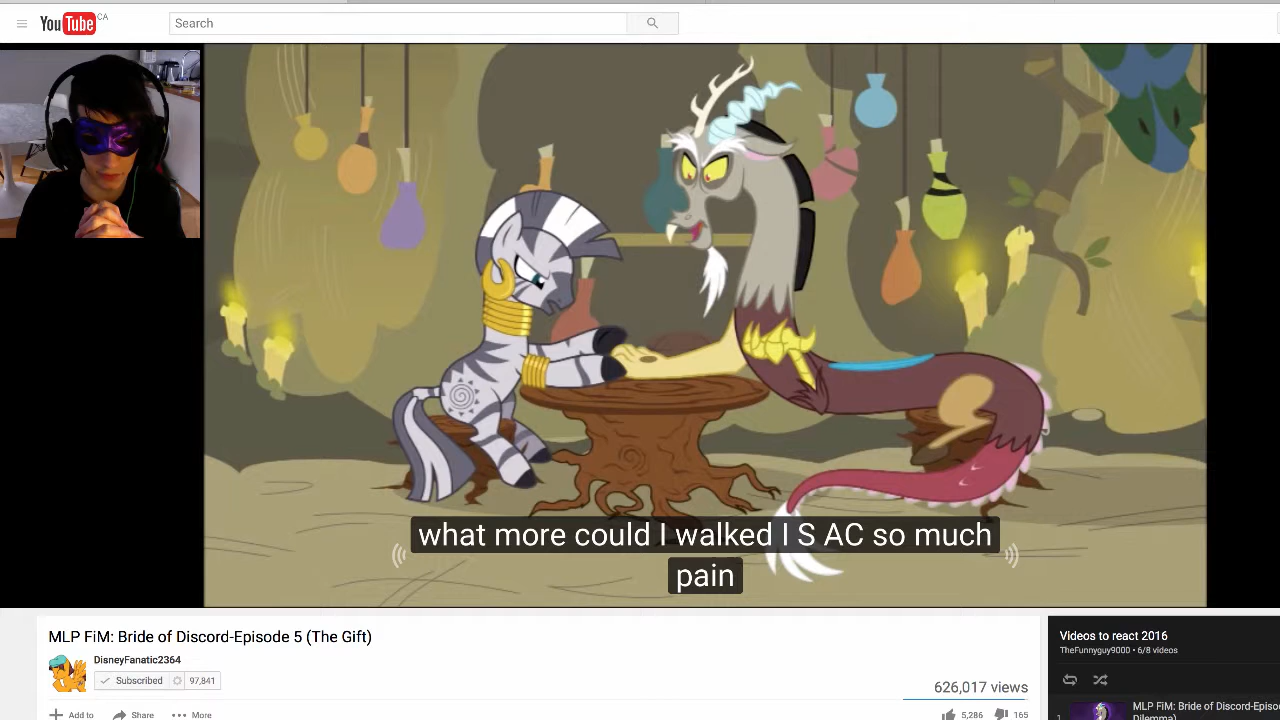 YouTube CA
Search
what more could I walked I S AC so much
pain
MLP FiM: Bride of Discord-Episode 5 (The Gift)
DisneyFanatic2364
Subscribed 97,841
626,017 views
Add to Share More
5,286 165
Videos to react 2016
TheFunnyguy9000 • 6/8 videos
1
MLP FiM: Bride of Discord-Episo
Dilemma)